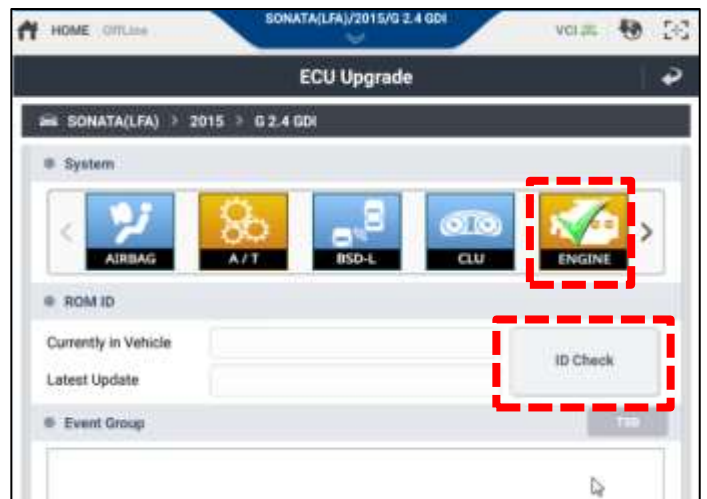 HOME OffLine SONATA(LFA)/2015/G 2.4 GDI VCI
ECU Upgrade
SONATA(LFA) > 2015 > G 2.4 GDI
System
AIRBAG A/T BSD-L CLU ENGINE
ROM ID
Currently in Vehicle
ID Check
Latest Update
Event Group TSB